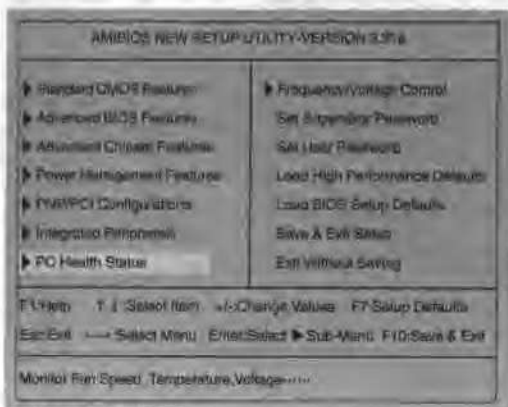 AMIBIOS NEW SETUP UTILITY-VERSION
▶ Standard CMOS Features
▶ Advanced BIOS Features
▶ Advanced Chipset Features
▶ Power Management Features
▶ PNP/PCI Configurations
▶ Integrated Peripherals
▶ PC Health Status
▶ Frequency/Voltage Control
Set Supervisor Password
Set User Password
Load High Performance Defaults
Load BIOS Setup Defaults
Save & Exit Setup
Exit Without Saving
F1:Help ↑↓:Select Item +/-:Change Values F7:Setup Defaults
Esc:Exit ←→:Select Menu Enter:Select ▶Sub-Menu F10:Save & Exit
Monitor Fan Speed, Temperature,Voltage······